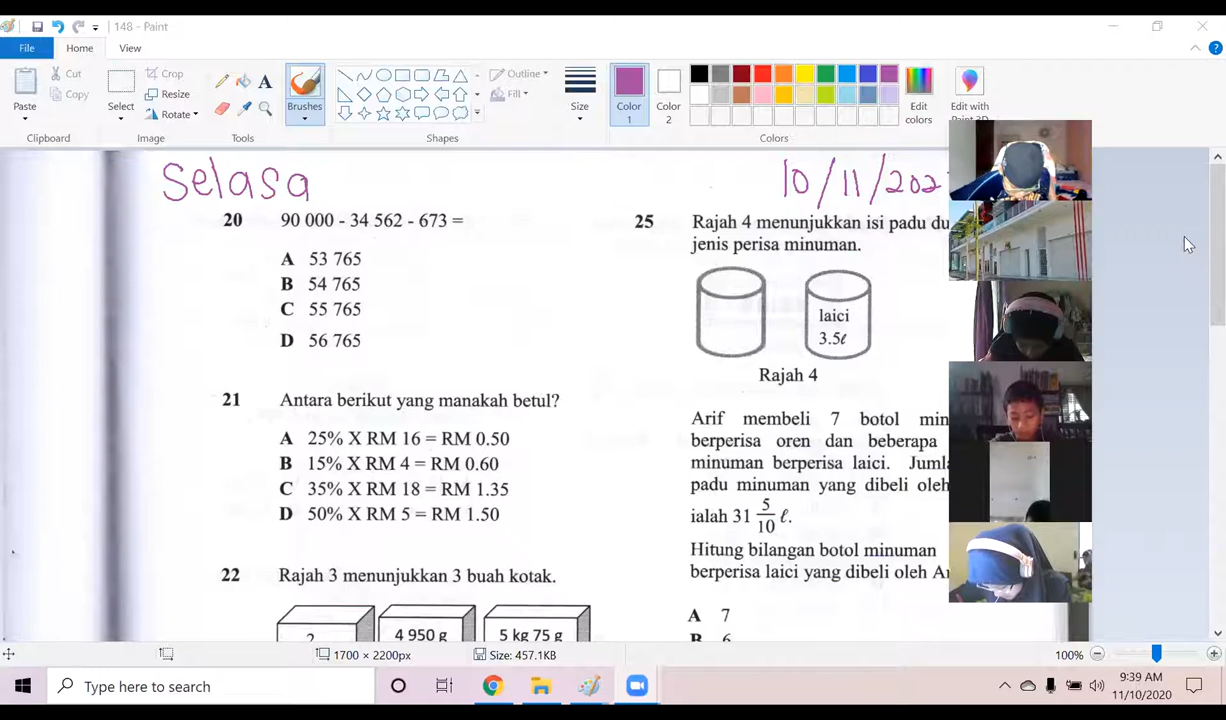 148 - Paint
File
Home
View
Paste
Cut
Copy
Clipboard
Select
Crop
Resize
Rotate
Image
Tools
Brushes
Shapes
Outline
Fill
Size
Color
1
Color
2
Edit
colors
Edit with
Paint 3D
Colors
Selasa
10/11/202
20 90 000 - 34 562 - 673 =
A 53 765
B 54 765
C 55 765
D 56 765
21 Antara berikut yang manakah betul?
A 25% X RM 16 = RM 0.50
B 15% X RM 4 = RM 0.60
C 35% X RM 18 = RM 1.35
D 50% X RM 5 = RM 1.50
22 Rajah 3 menunjukkan 3 buah kotak.
?
4 950 g
5 kg 75 g
25 Rajah 4 menunjukkan isi padu du
jenis perisa minuman.
laici
3.5ℓ
Rajah 4
Arif membeli 7 botol min
berperisa oren dan beberapa
minuman berperisa laici. Jumla
padu minuman yang dibeli oleh
ialah 31 5/10 ℓ.
Hitung bilangan botol minuman
berperisa laici yang dibeli oleh A
A 7
B 6
1700 × 2200px
Size: 457.1KB
100%
Type here to search
9:39 AM
11/10/2020